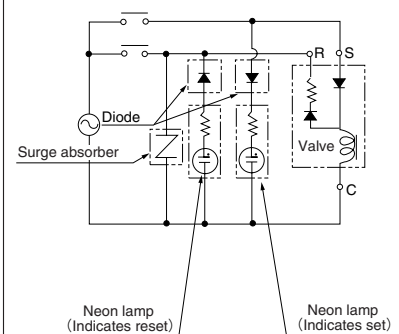 R S
Diode
Valve
Surge absorber
C
Neon lamp
(Indicates reset)
Neon lamp
(Indicates set)